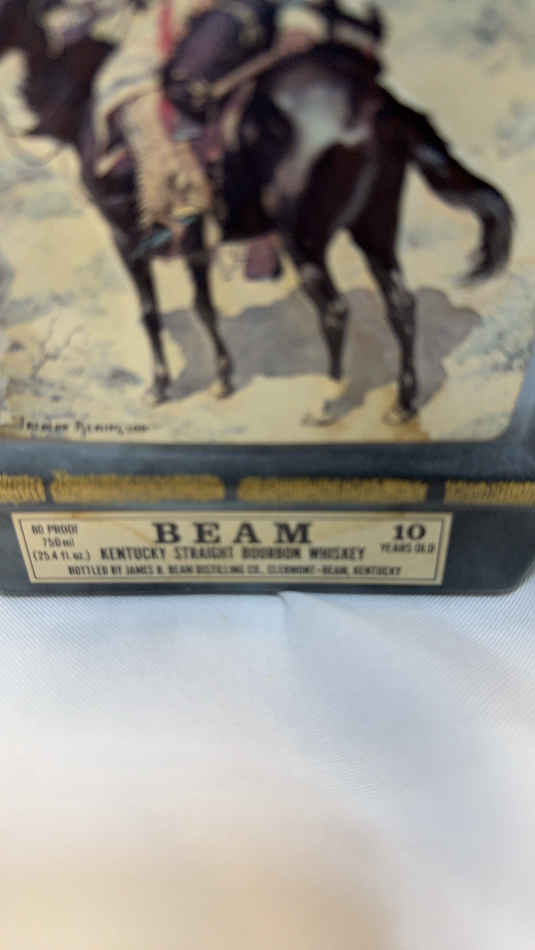 80 PROOF
750 ml
(25.4 fl. oz.)
BEAM
KENTUCKY STRAIGHT BOURBON WHISKEY
10
YEARS OLD
BOTTLED BY JAMES B. BEAM DISTILLING CO., CLERMONT-BEAM, KENTUCKY